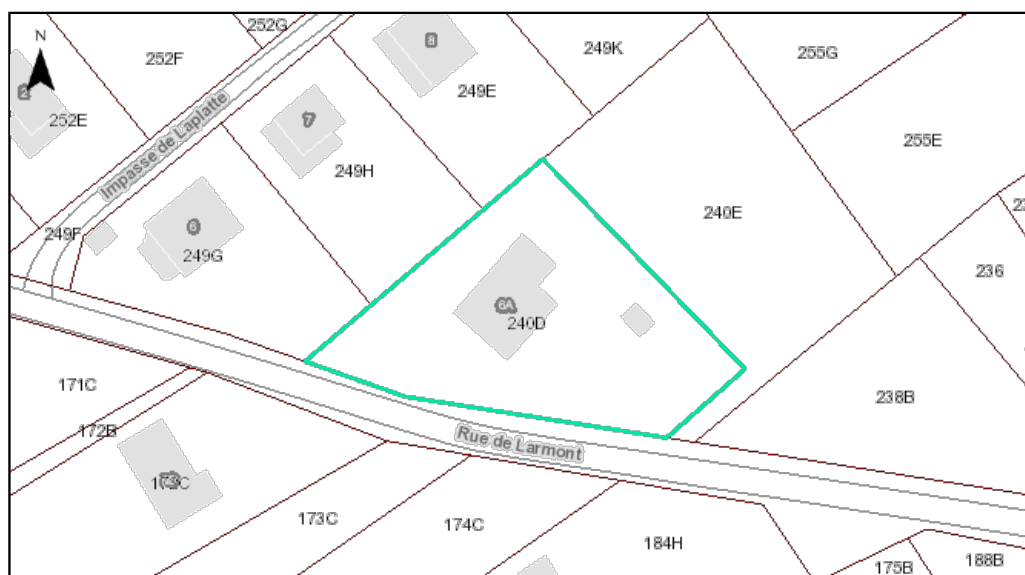 N
252G
252F
249K
255G
8
249E
2
252E
7
255E
Impasse de Laplatte
249H
240E
6
249F
249G
236
6A
240D
171C
238B
172B
Rue de Larmont
173C
174C
184H
175B
188B